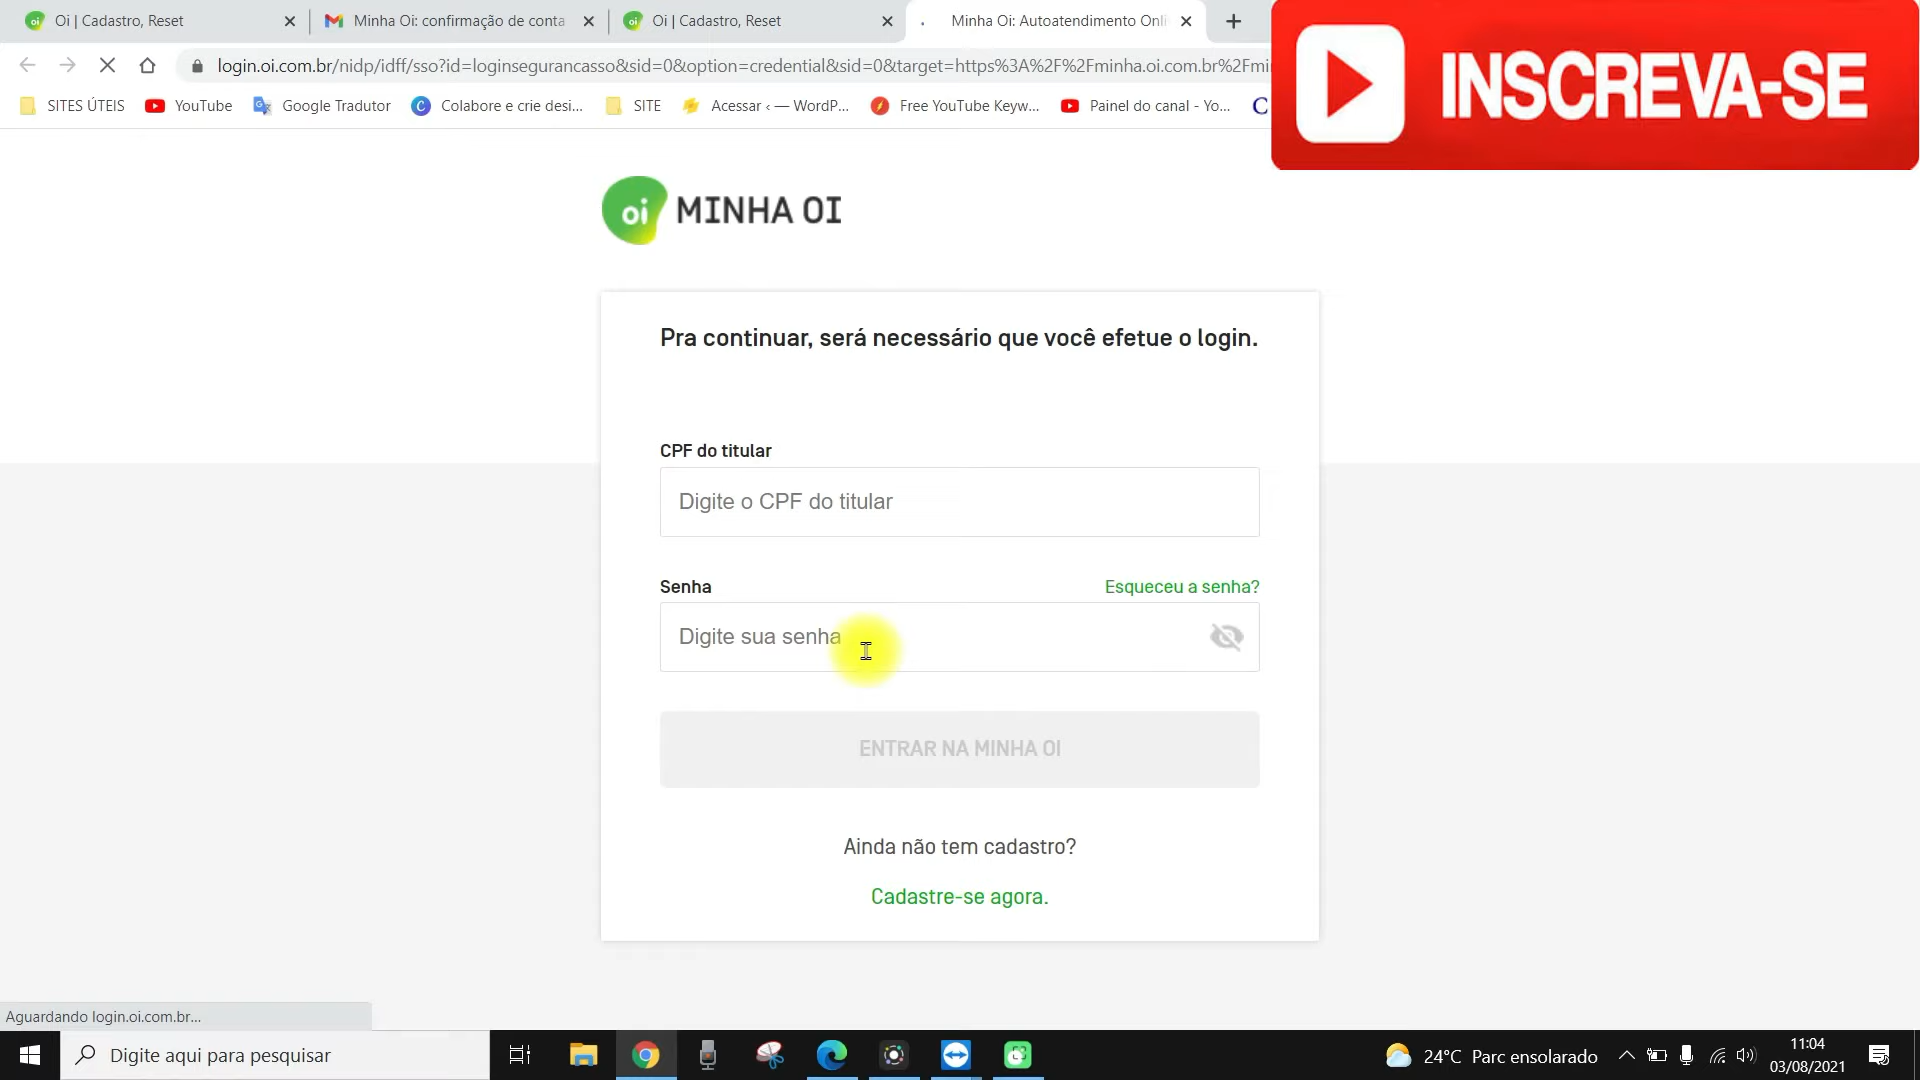 Oi | Cadastro, Reset
Minha Oi: confirmação de conta
Oi | Cadastro, Reset
Minha Oi: Autoatendimento Onli
login.oi.com.br/nidp/idff/sso?id=loginsegurancasso&sid=0&option=credential&sid=0&target=https%3A%2F%2Fminha.oi.com.br%2Fmi
INSCREVA-SE
SITES ÚTEIS
YouTube
Google Tradutor
Colabore e crie desi...
SITE
Acessar ‹ — WordP...
Free YouTube Keyw...
Painel do canal - Yo...
oi MINHA OI
Pra continuar, será necessário que você efetue o login.
CPF do titular
Digite o CPF do titular
Senha
Esqueceu a senha?
Digite sua senha
ENTRAR NA MINHA OI
Ainda não tem cadastro?
Cadastre-se agora.
Aguardando login.oi.com.br...
Digite aqui para pesquisar
24°C Parc ensolarado
11:04
03/08/2021